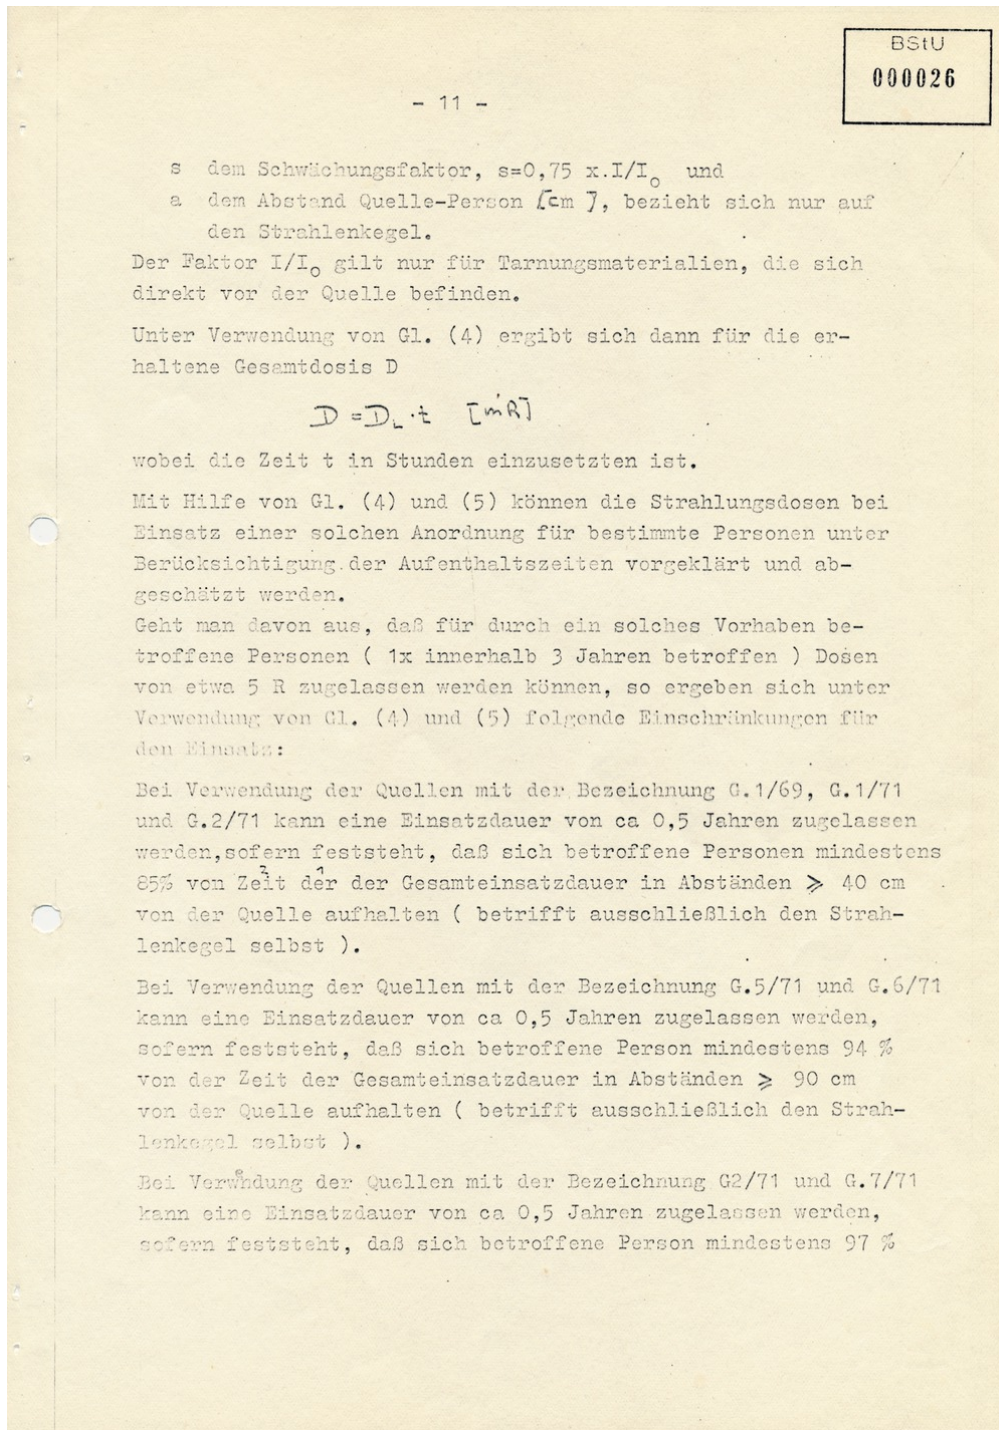 BStU
000026
- 11 -
s dem Schwächungsfaktor, s=0,75 x.I/I₀ und
a dem Abstand Quelle-Person [cm], bezieht sich nur auf
den Strahlenkegel.
Der Faktor I/I₀ gilt nur für Tarnungsmaterialien, die sich
direkt vor der Quelle befinden.
Unter Verwendung von Gl. (4) ergibt sich dann für die er-
haltene Gesamtdosis D
D = D_L · t [mR]
wobei die Zeit t in Stunden einzusetzten ist.
Mit Hilfe von Gl. (4) und (5) können die Strahlungsdosen bei
Einsatz einer solchen Anordnung für bestimmte Personen unter
Berücksichtigung der Aufenthaltszeiten vorgeklärt und ab-
geschätzt werden.
Geht man davon aus, daß für durch ein solches Vorhaben be-
troffene Personen ( 1x innerhalb 3 Jahren betroffen ) Dosen
von etwa 5 R zugelassen werden können, so ergeben sich unter
Verwendung von Gl. (4) und (5) folgende Einschränkungen für
den Einsatz:
Bei Verwendung der Quellen mit der Bezeichnung G.1/69, G.1/71
und G.2/71 kann eine Einsatzdauer von ca 0,5 Jahren zugelassen
werden,sofern feststeht, daß sich betroffene Personen mindestens
2 1
85% von Zeit der der Gesamteinsatzdauer in Abständen ≥ 40 cm
von der Quelle aufhalten ( betrifft ausschließlich den Strah-
lenkegel selbst ).
Bei Verwendung der Quellen mit der Bezeichnung G.5/71 und G.6/71
kann eine Einsatzdauer von ca 0,5 Jahren zugelassen werden,
sofern feststeht, daß sich betroffene Person mindestens 94 %
von der Zeit der Gesamteinsatzdauer in Abständen ≥ 90 cm
von der Quelle aufhalten ( betrifft ausschließlich den Strah-
lenkegel selbst ).
Bei Verwendung der Quellen mit der Bezeichnung G2/71 und G.7/71
kann eine Einsatzdauer von ca 0,5 Jahren zugelassen werden,
sofern feststeht, daß sich betroffene Person mindestens 97 %